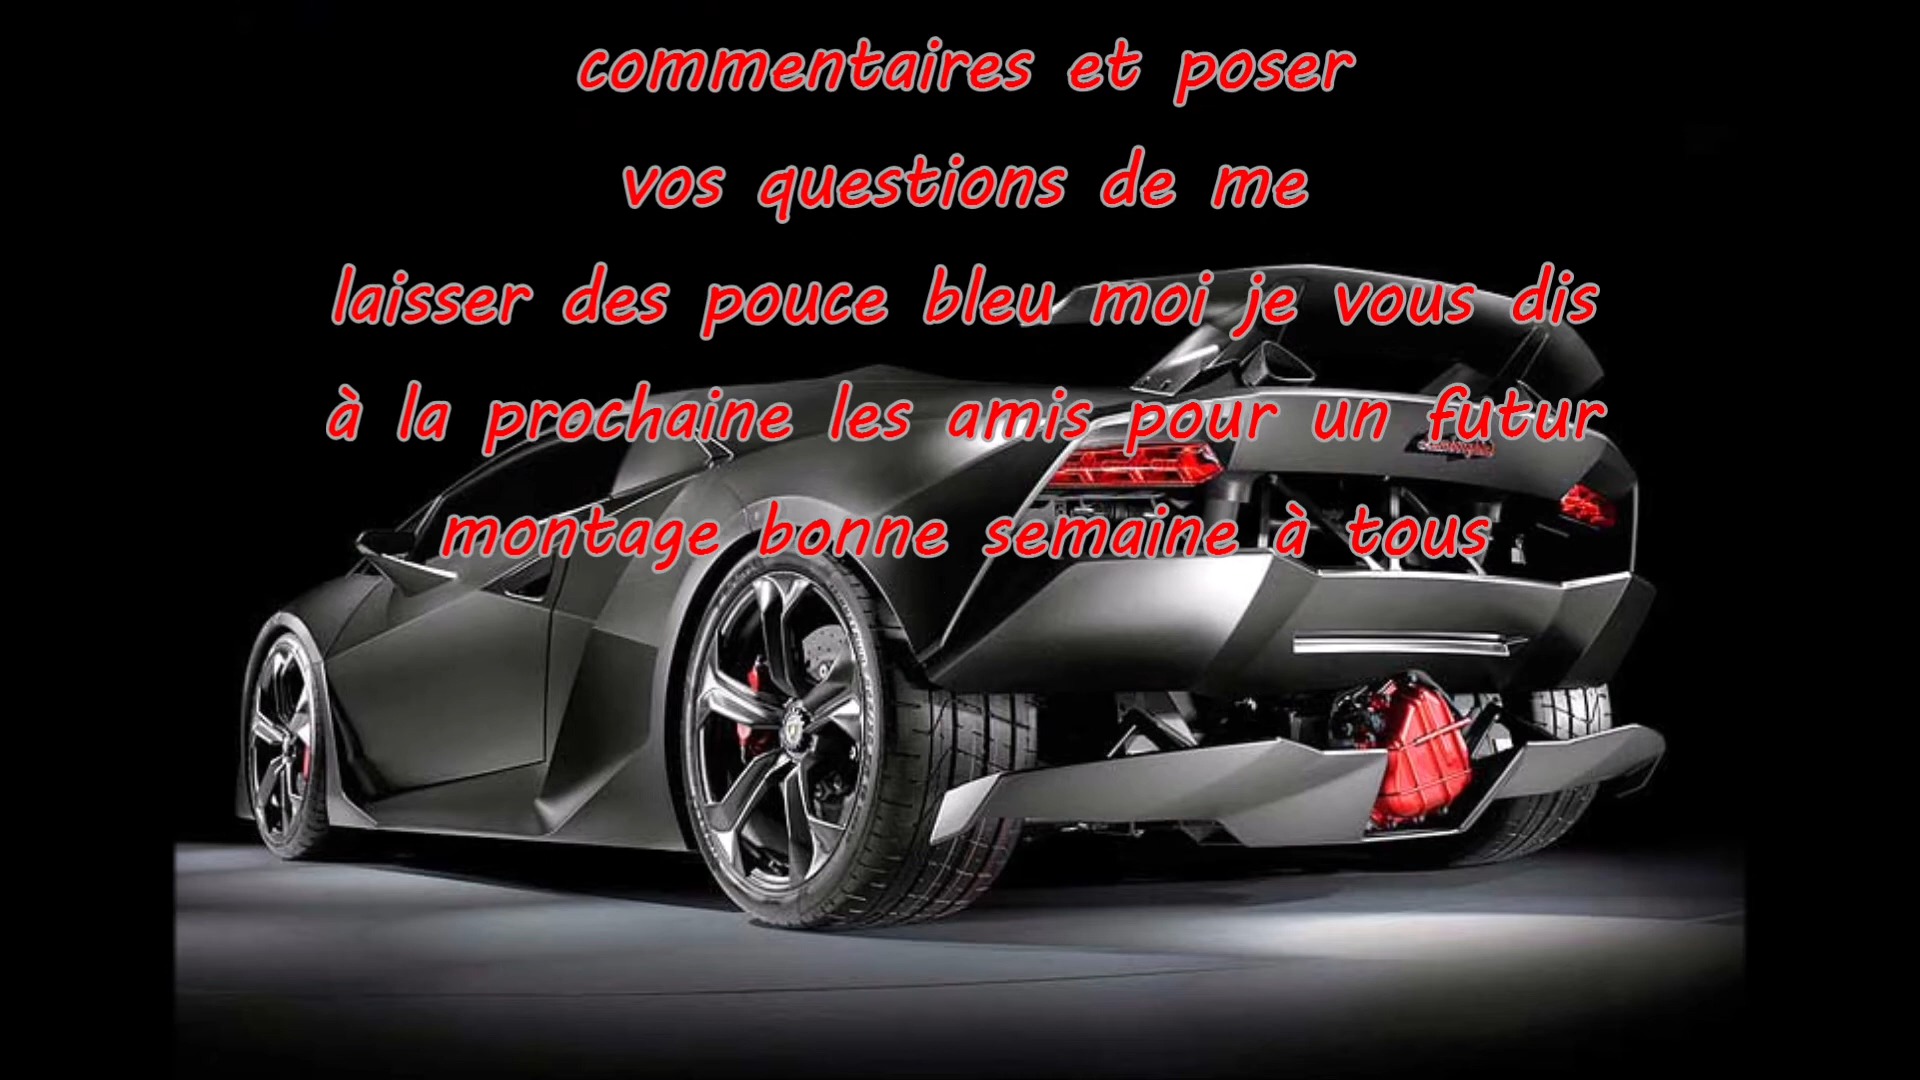 commentaires et poser
vos questions de me
laisser des pouce bleu moi je vous dis
à la prochaine les amis pour un futur
montage bonne semaine à tous